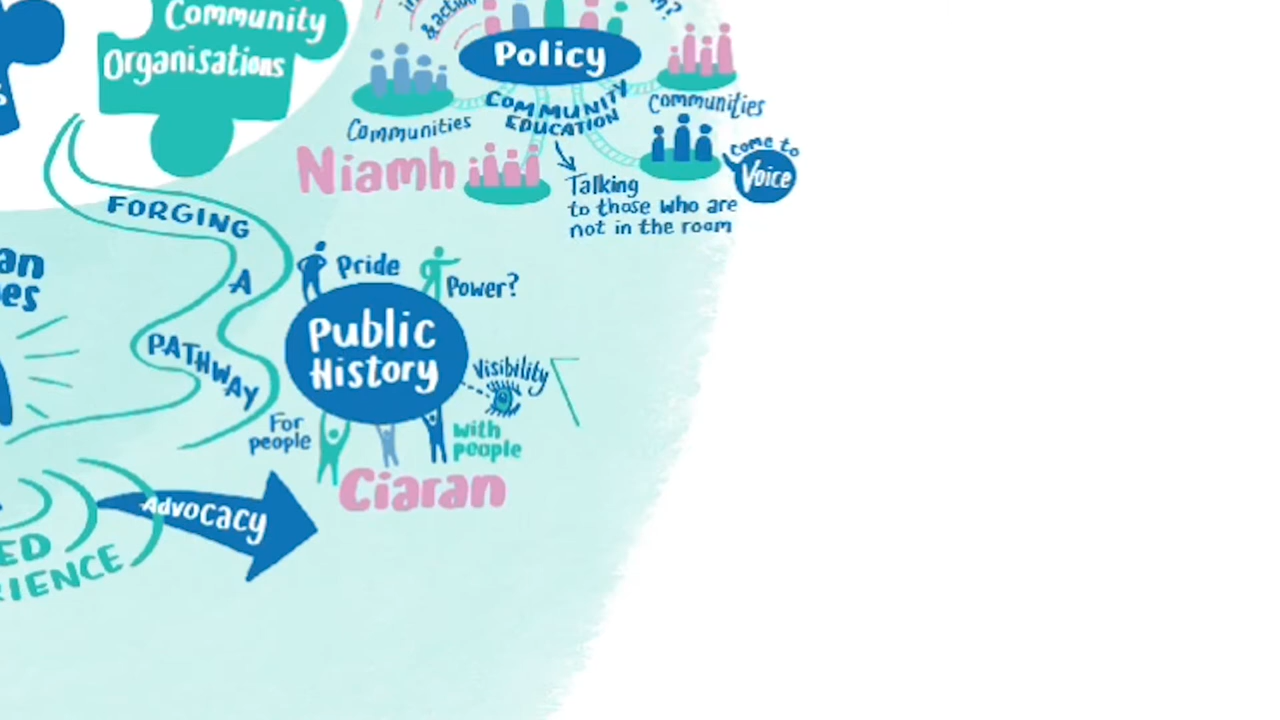 Community
Organisations
&action
Policy
COMMUNITY
EDUCATION
Communities
Communities
Niamh
come to
Voice
Talking
to those who are
not in the room
FORGING
A
PATHWAY
Pride
Power?
Public
History
Visibility
For
people
with
people
Ciaran
Advocacy